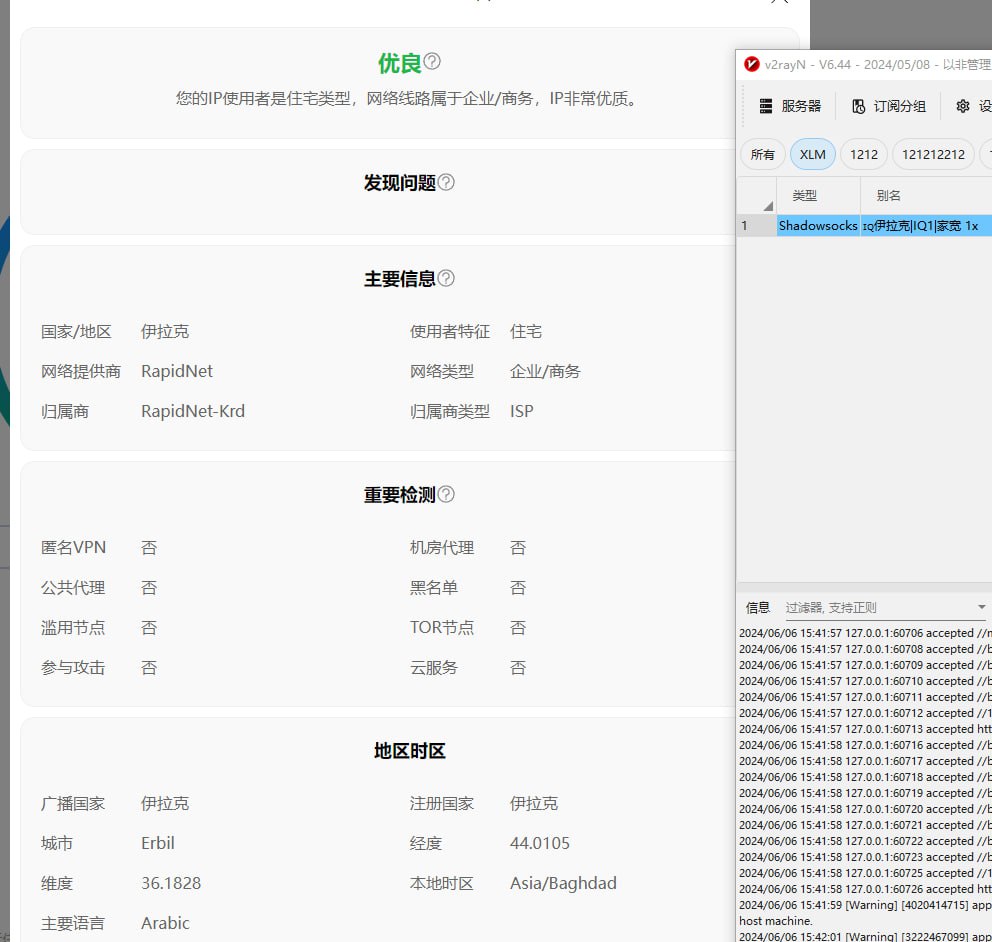 优良
您的IP使用者是住宅类型，网络线路属于企业/商务，IP非常优质。
发现问题
主要信息
国家/地区 伊拉克 使用者特征 住宅
网络提供商 RapidNet 网络类型 企业/商务
归属商 RapidNet-Krd 归属商类型 ISP
重要检测
匿名VPN 否 机房代理 否
公共代理 否 黑名单 否
滥用节点 否 TOR节点 否
参与攻击 否 云服务 否
地区时区
广播国家 伊拉克 注册国家 伊拉克
城市 Erbil 经度 44.0105
维度 36.1828 本地时区 Asia/Baghdad
主要语言 Arabic
v2rayN - V6.44 - 2024/05/08 - 以非管理
服务器 订阅分组 设
所有 XLM 1212 121212212
类型 别名
1 Shadowsocks IQ伊拉克|IQ1|家宽 1x
信息 过滤器, 支持正则
2024/06/06 15:41:57 127.0.0.1:60706 accepted //n
2024/06/06 15:41:57 127.0.0.1:60708 accepted //b
2024/06/06 15:41:57 127.0.0.1:60709 accepted //b
2024/06/06 15:41:57 127.0.0.1:60710 accepted //b
2024/06/06 15:41:57 127.0.0.1:60711 accepted //b
2024/06/06 15:41:57 127.0.0.1:60712 accepted //1
2024/06/06 15:41:57 127.0.0.1:60713 accepted htt
2024/06/06 15:41:58 127.0.0.1:60716 accepted //b
2024/06/06 15:41:58 127.0.0.1:60717 accepted //b
2024/06/06 15:41:58 127.0.0.1:60718 accepted //b
2024/06/06 15:41:58 127.0.0.1:60719 accepted //b
2024/06/06 15:41:58 127.0.0.1:60720 accepted //b
2024/06/06 15:41:58 127.0.0.1:60721 accepted //b
2024/06/06 15:41:58 127.0.0.1:60722 accepted //b
2024/06/06 15:41:58 127.0.0.1:60723 accepted //b
2024/06/06 15:41:58 127.0.0.1:60725 accepted //1
2024/06/06 15:41:58 127.0.0.1:60726 accepted htt
2024/06/06 15:41:59 [Warning] [4020414715] app
host machine.
2024/06/06 15:42:01 [Warning] [3222467099] app